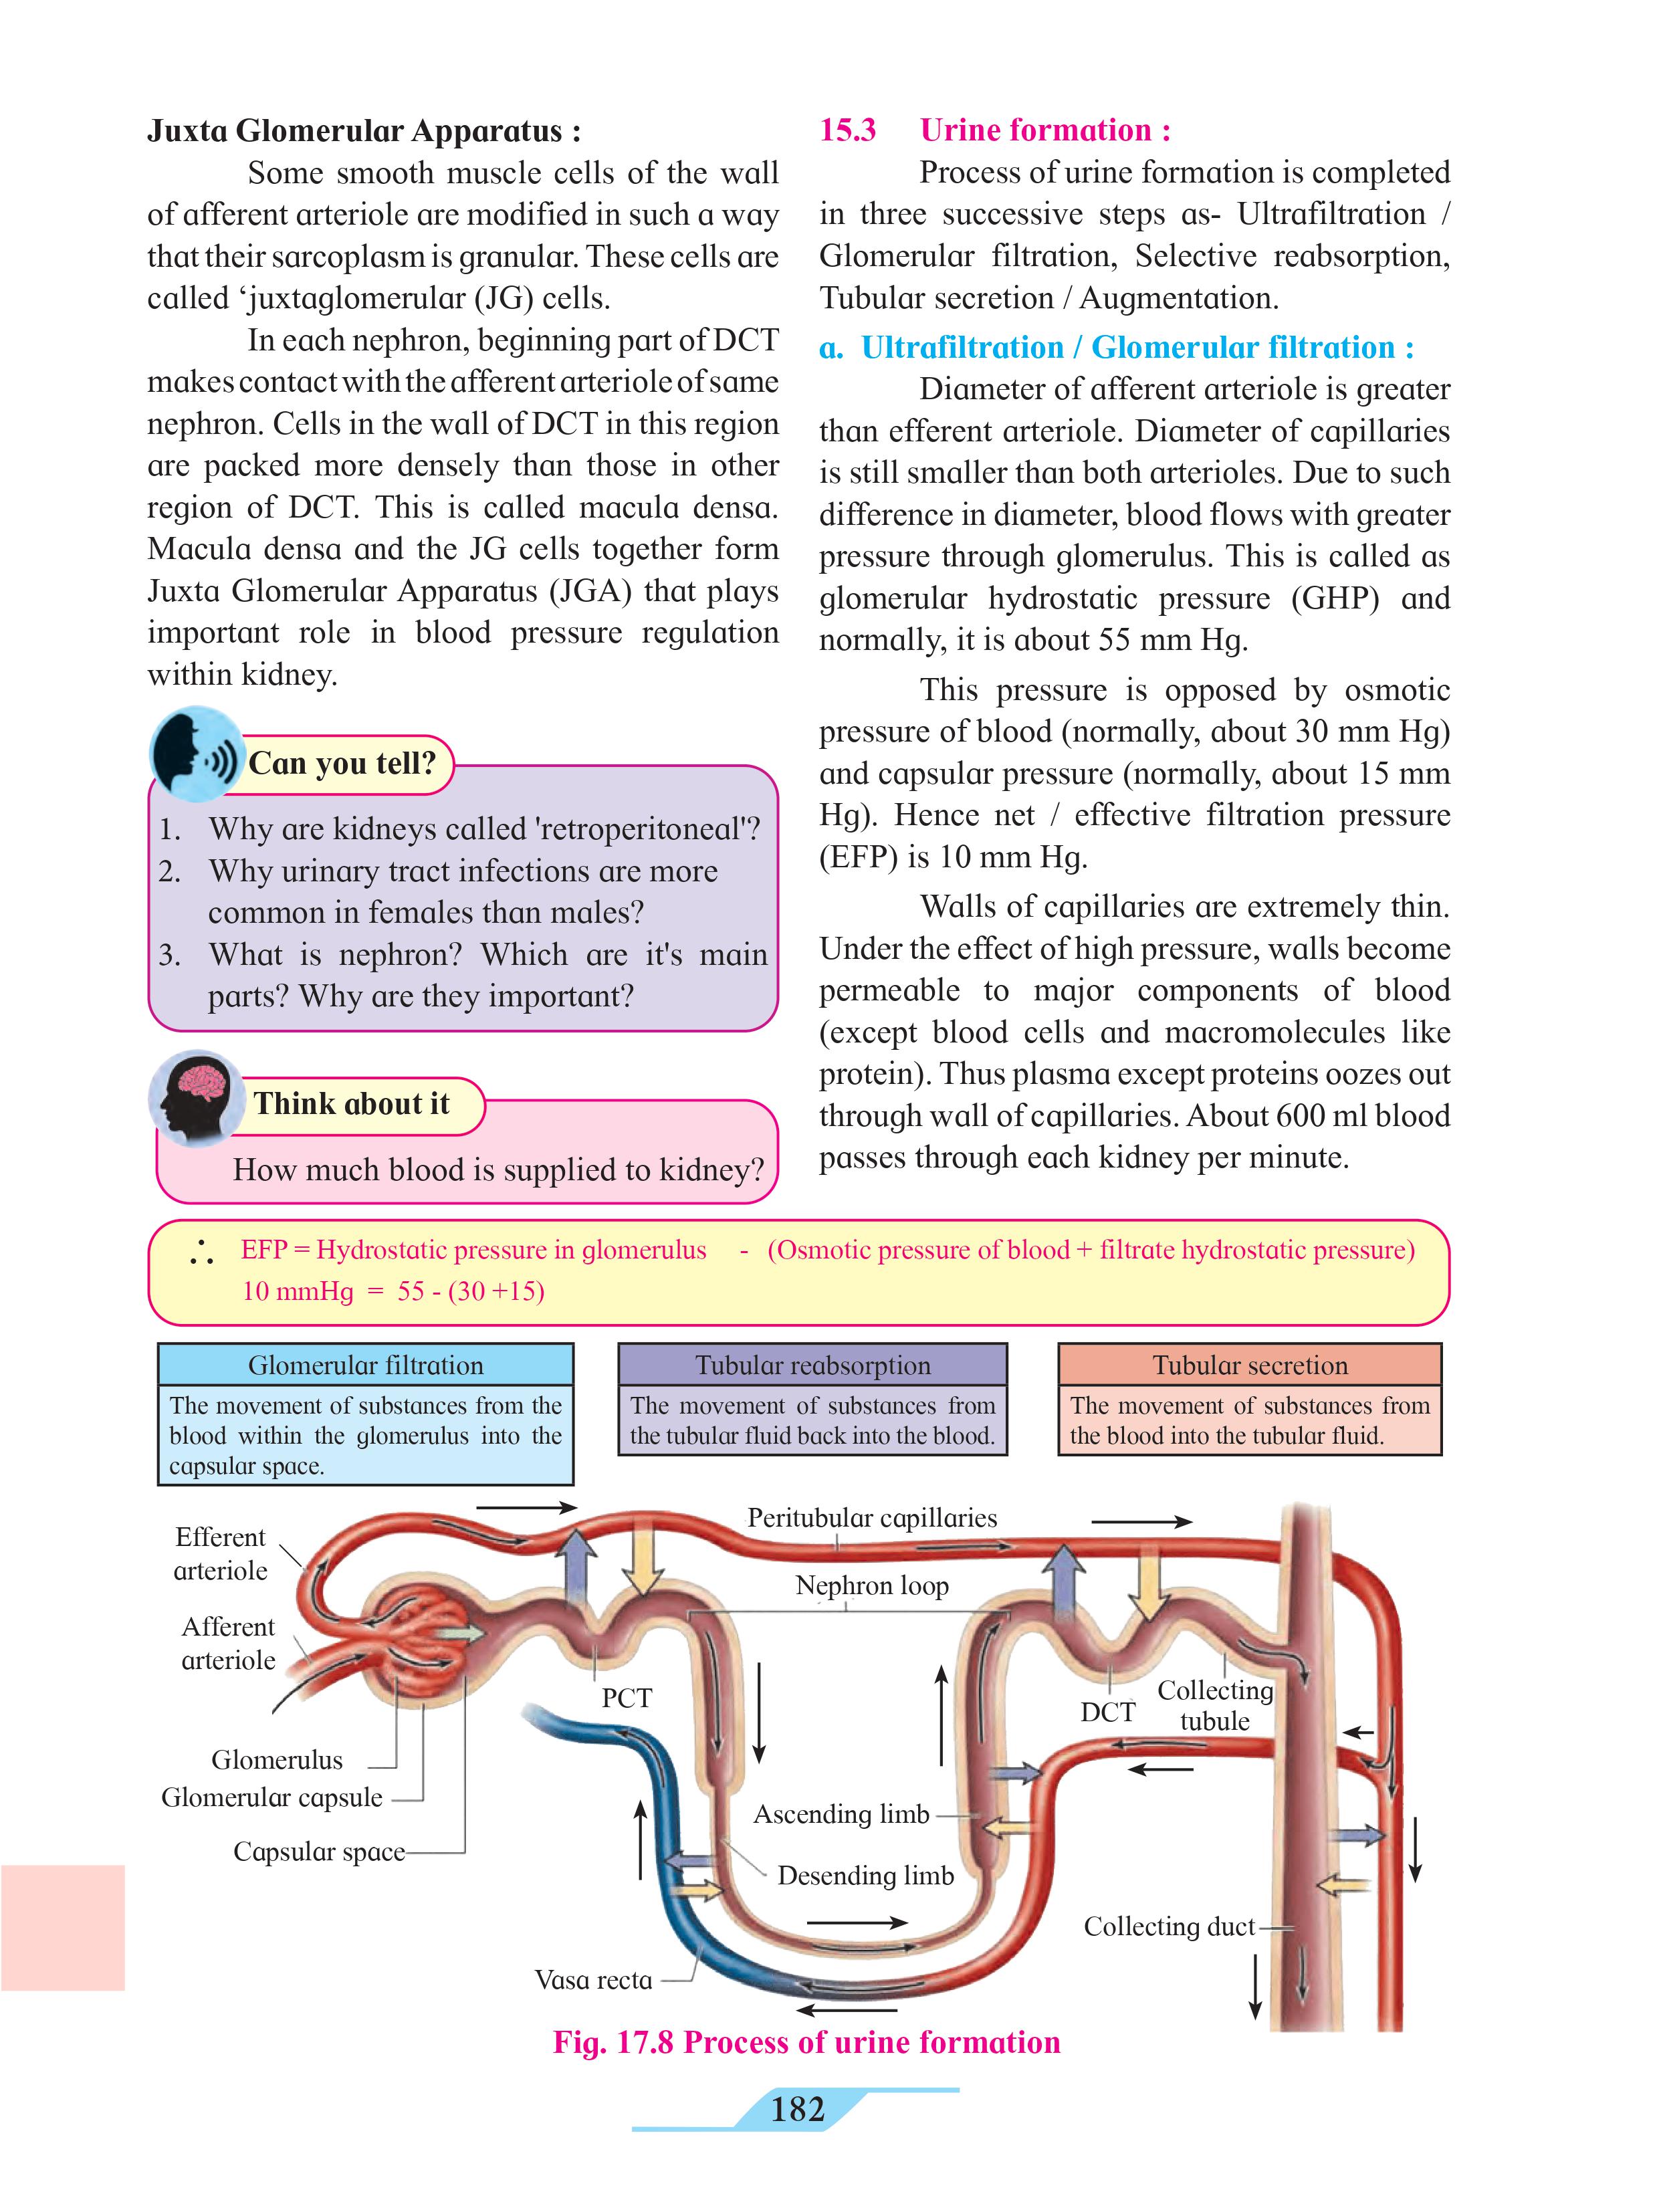 Juxta Glomerular Apparatus :
Some smooth muscle cells of the wall
of afferent arteriole are modified in such a way
that their sarcoplasm is granular. These cells are
called ‘juxtaglomerular (JG) cells.
In each nephron, beginning part of DCT
makes contact with the afferent arteriole of same
nephron. Cells in the wall of DCT in this region
are packed more densely than those in other
region of DCT. This is called macula densa.
Macula densa and the JG cells together form
Juxta Glomerular Apparatus (JGA) that plays
important role in blood pressure regulation
within kidney.
Can you tell?
1. Why are kidneys called 'retroperitoneal'?
2. Why urinary tract infections are more
common in females than males?
3. What is nephron? Which are it's main
parts? Why are they important?
Think about it
How much blood is supplied to kidney?
15.3 Urine formation :
Process of urine formation is completed
in three successive steps as- Ultrafiltration /
Glomerular filtration, Selective reabsorption,
Tubular secretion / Augmentation.
a. Ultrafiltration / Glomerular filtration :
Diameter of afferent arteriole is greater
than efferent arteriole. Diameter of capillaries
is still smaller than both arterioles. Due to such
difference in diameter, blood flows with greater
pressure through glomerulus. This is called as
glomerular hydrostatic pressure (GHP) and
normally, it is about 55 mm Hg.
This pressure is opposed by osmotic
pressure of blood (normally, about 30 mm Hg)
and capsular pressure (normally, about 15 mm
Hg). Hence net / effective filtration pressure
(EFP) is 10 mm Hg.
Walls of capillaries are extremely thin.
Under the effect of high pressure, walls become
permeable to major components of blood
(except blood cells and macromolecules like
protein). Thus plasma except proteins oozes out
through wall of capillaries. About 600 ml blood
passes through each kidney per minute.
∴ EFP = Hydrostatic pressure in glomerulus - (Osmotic pressure of blood + filtrate hydrostatic pressure)
10 mmHg = 55 - (30 +15)
Glomerular filtration
The movement of substances from the
blood within the glomerulus into the
capsular space.
Tubular reabsorption
The movement of substances from
the tubular fluid back into the blood.
Tubular secretion
The movement of substances from
the blood into the tubular fluid.
Efferent
arteriole
Afferent
arteriole
Peritubular capillaries
Nephron loop
PCT
DCT
Collecting
tubule
Glomerulus
Glomerular capsule
Capsular space
Ascending limb
Desending limb
Collecting duct
Vasa recta
Fig. 17.8 Process of urine formation
182